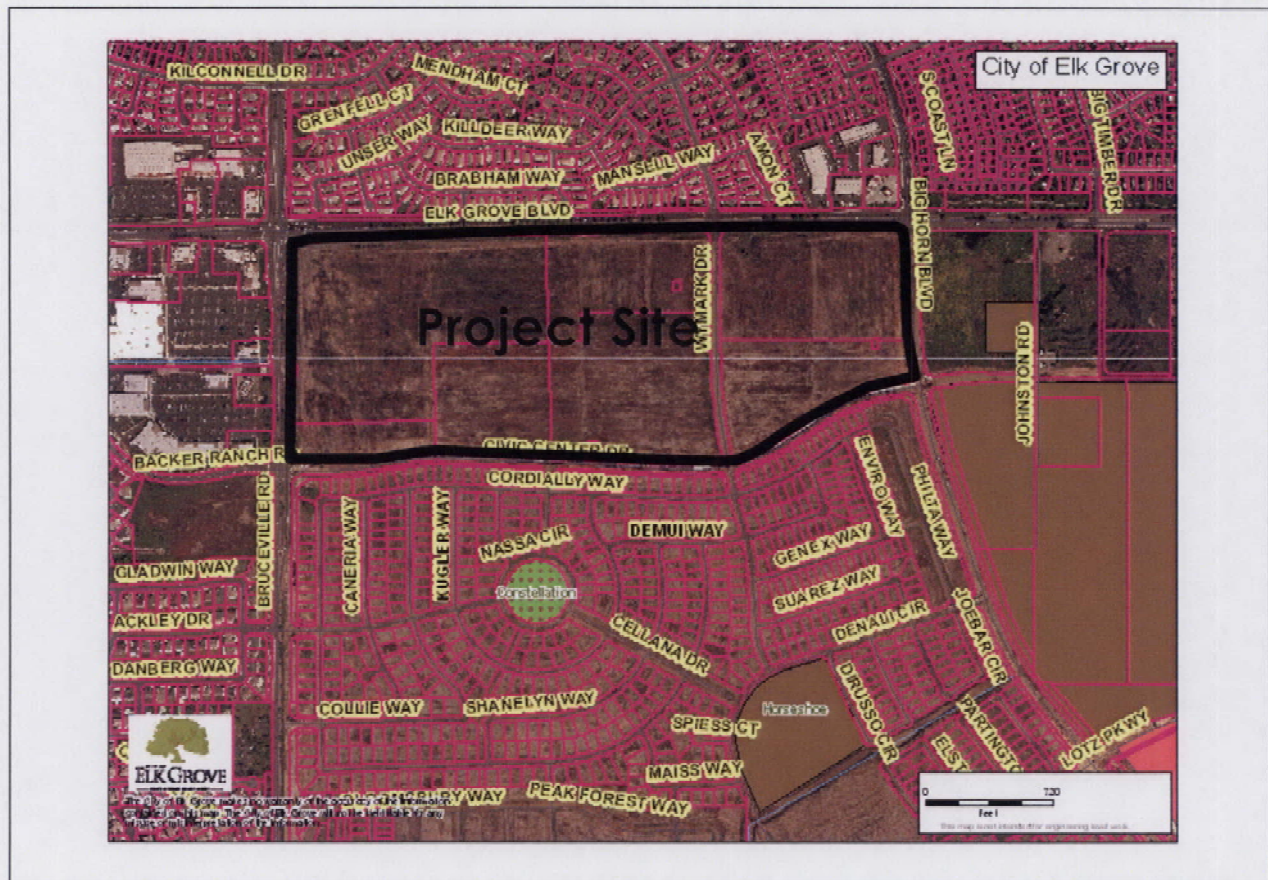 City of Elk Grove
KILCONNELL DR
MENDHAM CT
GRENFELL CT
UNSER WAY
KILLDEER WAY
BRABHAM WAY
MANSELL WAY
AMON CT
S COAST LN
BIG TIMBER DR
ELK GROVE BLVD
BIG HORN BLVD
WYMARK DR
Project Site
JOHNSTON RD
CIVIC CENTER DR
BACKER RANCH R
BRUCEVILLE RD
CORDIALLY WAY
CANERIA WAY
KUGLER WAY
NASSA CIR
DEMUI WAY
ENVIRO WAY
PHILTA WAY
GENEX WAY
SUAREZ WAY
DENALI CIR
JOEBAR CIR
GLADWIN WAY
ACKLEY DR
DANBERG WAY
Constellation
CELLANA DR
COLLIE WAY
SHANELYN WAY
SPIESS CT
Horseshoe
DIRUSSO CIR
PARTINGTO
ELST
LOTZ PKWY
MAISS WAY
PEAK FOREST WAY
ELK GROVE
0 720
Feet